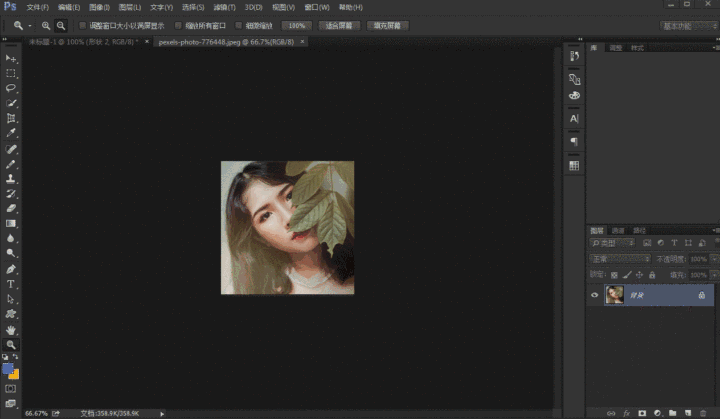 Ps 文件(F) 编辑(E) 图像(I) 图层(L) 文字(Y) 选择(S) 滤镜(T) 3D(D) 视图(V) 窗口(W) 帮助(H)
调整窗口大小以满屏显示 缩放所有窗口 细微缩放 100% 适合屏幕 填充屏幕 基本功能
未标题-1 @ 100% (形状 2, RGB/8) * × pexels-photo-776448.jpeg @ 66.7%(RGB/8) ×
库 调整 样式
图层 通道 路径
类型
正常 不透明度: 100%
锁定: 填充: 100%
背景
66.67% 文档:358.9K/358.9K